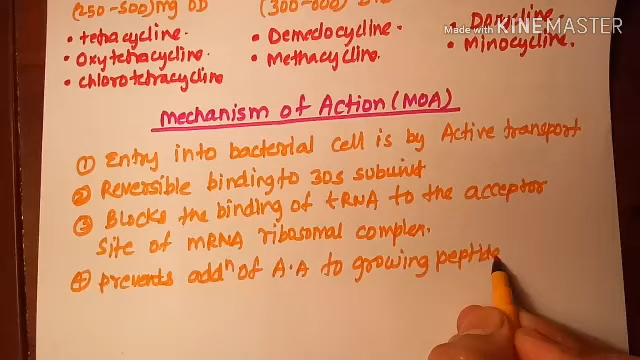 (250-500)mg OD
(300-600)
• tetracycline.
• Oxytetracycline.
• chlorotetracycline
• Demeclocycline.
• Methacycline.
• Doxycline.
• Minocycline.
Made with KINEMASTER
Mechanism of Action (MOA)
① Entry into bacterial cell is by Active transport
② Reversible binding to 30s subunit
③ Blocks the binding of tRNA to the acceptor
site of mRNA ribosomal complex.
④ prevents addⁿ of A.A to growing peptide